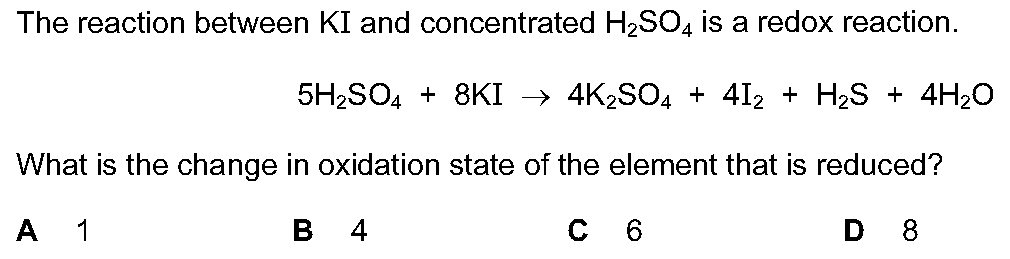 The reaction between KI and concentrated H₂SO₄ is a redox reaction.
5H₂SO₄ + 8KI → 4K₂SO₄ + 4I₂ + H₂S + 4H₂O
What is the change in oxidation state of the element that is reduced?
A 1 B 4 C 6 D 8